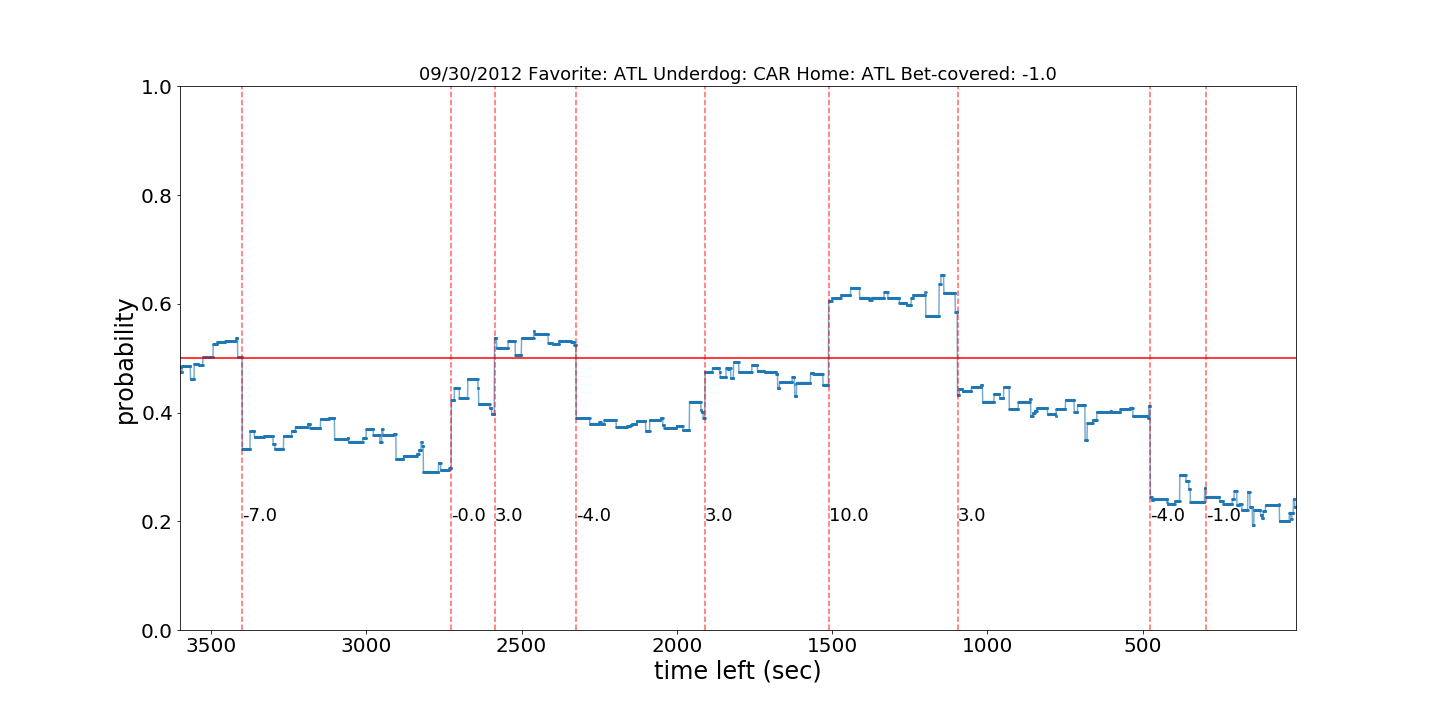 09/30/2012 Favorite: ATL Underdog: CAR Home: ATL Bet-covered: -1.0
1.0
0.8
0.6
0.4
0.2
0.0
probability
-7.0 -0.0 3.0 -4.0 3.0 10.0 3.0 -4.0 -1.0
3500 3000 2500 2000 1500 1000 500
time left (sec)